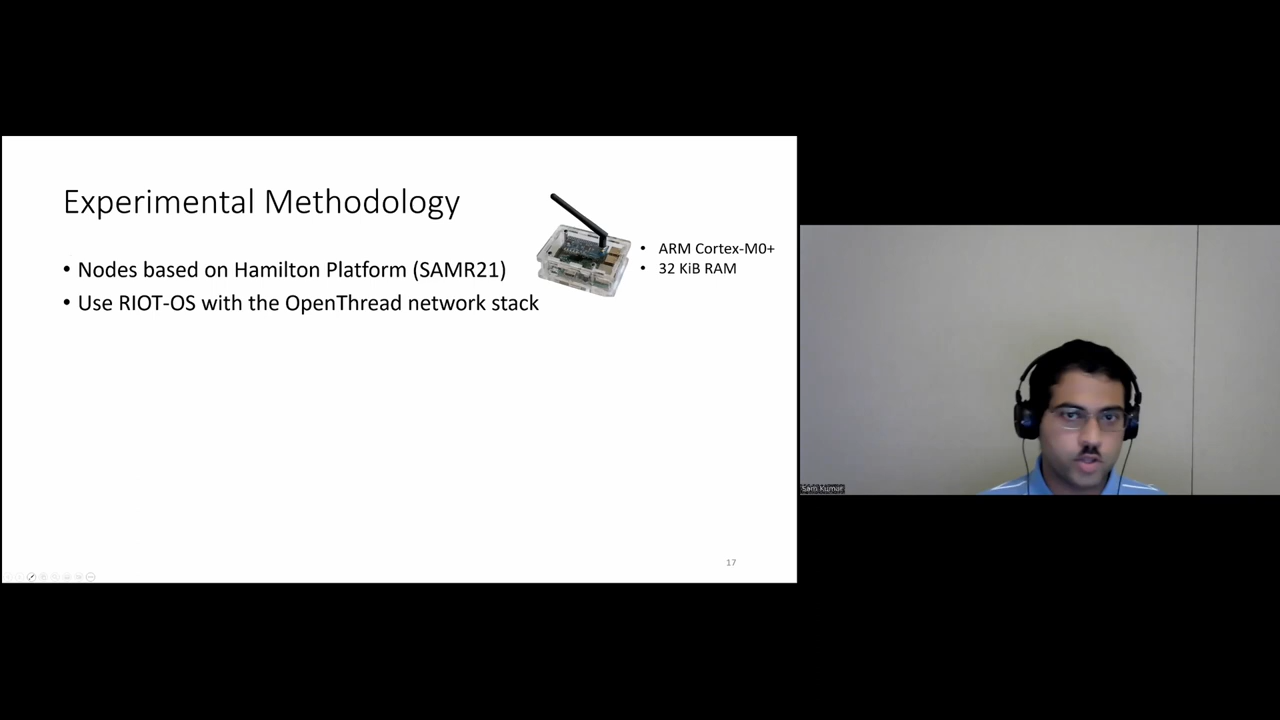 Experimental Methodology
• Nodes based on Hamilton Platform (SAMR21)
• Use RIOT-OS with the OpenThread network stack
• ARM Cortex-M0+
• 32 KiB RAM
17
Sam Kumar